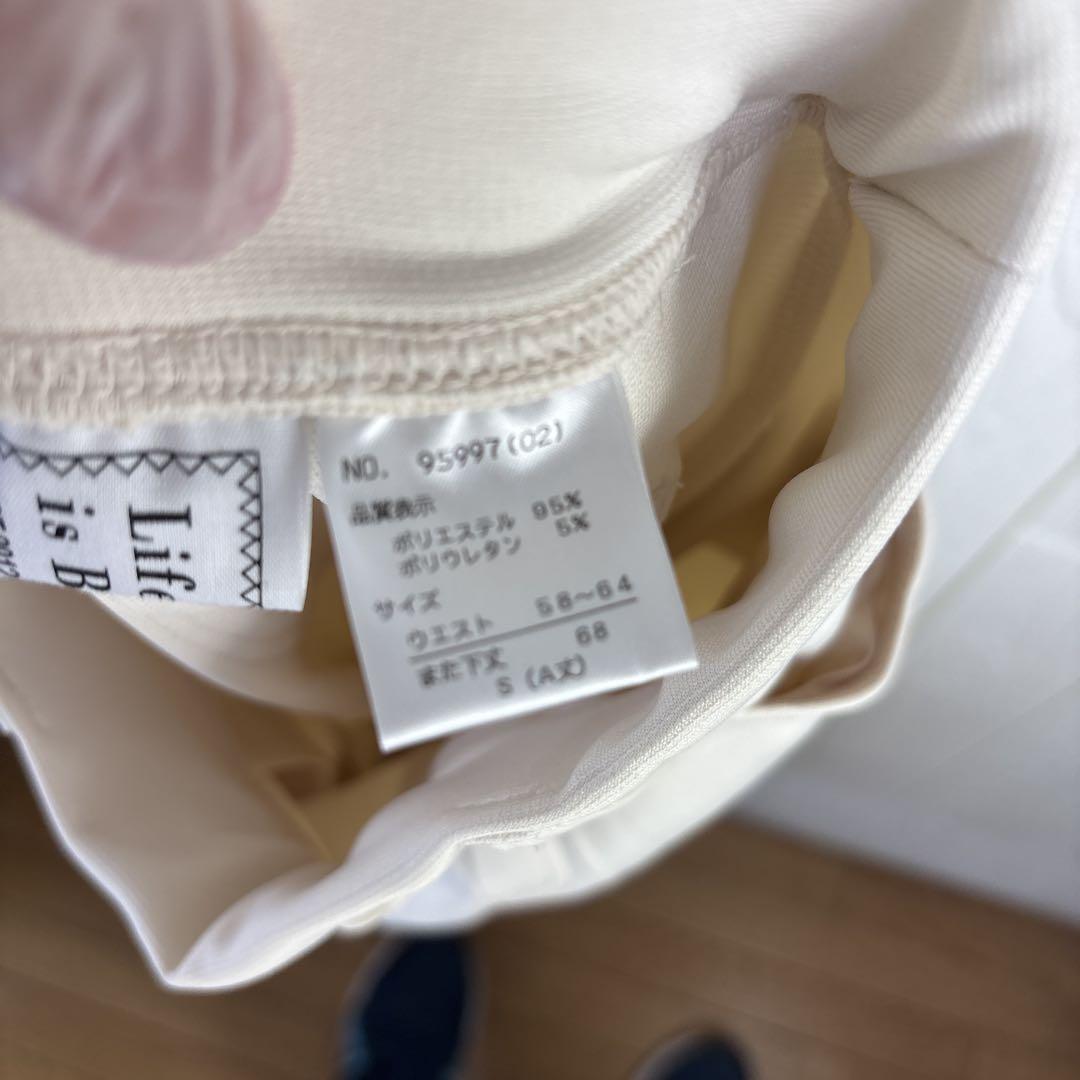 NO. 95997(02)
品質表示
ポリエステル 95%
ポリウレタン 5%
サイズ
ウエスト 58～64
また下丈 68
S (A丈)
Life
is B